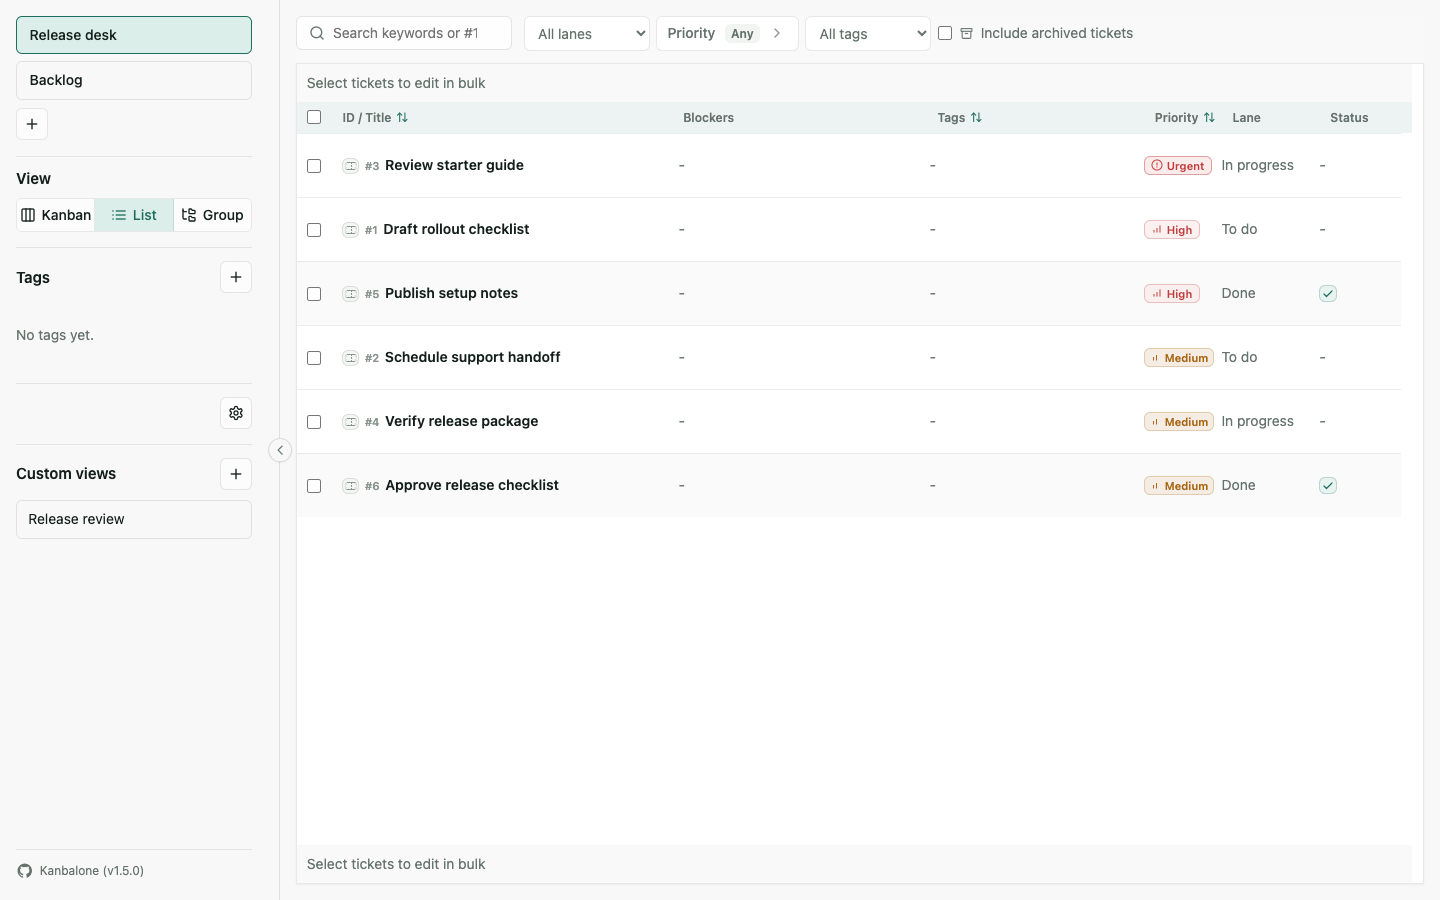 Release desk
Backlog
View
Kanban List Group
Tags
No tags yet.
Custom views
Release review
Kanbalone (v1.5.0)
Search keywords or #1 All lanes Priority Any All tags Include archived tickets
Select tickets to edit in bulk
ID / Title Blockers Tags Priority Lane Status
#3 Review starter guide - - Urgent In progress -
#1 Draft rollout checklist - - High To do -
#5 Publish setup notes - - High Done
#2 Schedule support handoff - - Medium To do -
#4 Verify release package - - Medium In progress -
#6 Approve release checklist - - Medium Done
Select tickets to edit in bulk